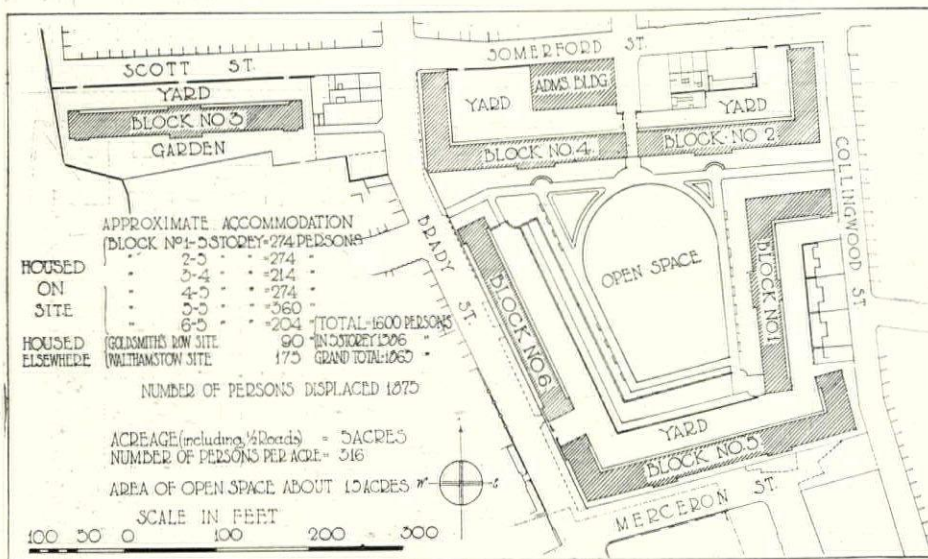 SCOTT ST.
YARD
BLOCK NO 3
GARDEN
SOMERFORD ST.
ADMS. BLDG
YARD
YARD
BLOCK NO. 4.
BLOCK NO 2
COLLINGWOOD ST.
BRADY ST.
OPEN SPACE
BLOCK NO. 1
BLOCK NO 6
YARD
BLOCK NO. 5
MERCERON ST.
APPROXIMATE ACCOMMODATION
HOUSED ON SITE
BLOCK Nº 1-5 STOREY = 274 PERSONS
" 2-5 " = 274 "
" 3-4 " = 214 "
" 4-5 " = 274 "
" 5-5 " = 360 "
" 6-5 " = 204 " TOTAL = 1600 PERSONS
HOUSED ELSEWHERE
GOLDSMITH'S ROW SITE 90 " IN 5 STOREY 1386 "
WALTHAMSTOW SITE 175 GRAND TOTAL = 1865 "
NUMBER OF PERSONS DISPLACED 1875
ACREAGE (including ½ Roads) = 5 ACRES
NUMBER OF PERSONS PER ACRE = 316
AREA OF OPEN SPACE ABOUT 1.5 ACRES
W
SCALE IN FEET
100 50 0 100 200 300